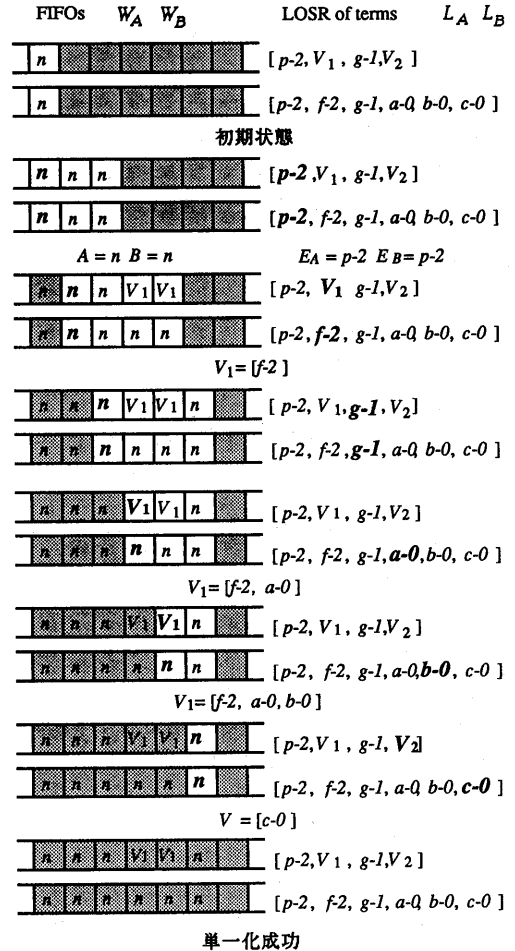 FIFOs W_A W_B LOSR of terms L_A L_B
n [p-2, V1, g-1, V2]
n [p-2, f-2, g-1, a-0, b-0, c-0]
初期状態
n n n [p-2, V1, g-1, V2]
n n n [p-2, f-2, g-1, a-0, b-0, c-0]
A = n B = n E_A = p-2 E_B = p-2
n n n V1 V1 [p-2, V1 g-1, V2]
n n n n n [p-2, f-2, g-1, a-0, b-0, c-0]
V1 = [f-2]
n n n V1 V1 n [p-2, V1, g-1, V2]
n n n n n n [p-2, f-2, g-1, a-0, b-0, c-0]
n n n V1 V1 n [p-2, V1, g-1, V2]
n n n n n n [p-2, f-2, g-1, a-0, b-0, c-0]
V1 = [f-2, a-0]
n n n V1 V1 n [p-2, V1, g-1, V2]
n n n n n n [p-2, f-2, g-1, a-0, b-0, c-0]
V1 = [f-2, a-0, b-0]
n n n V1 V1 n [p-2, V1, g-1, V2]
n n n n n n [p-2, f-2, g-1, a-0, b-0, c-0]
V = [c-0]
n n n V1 V1 n [p-2, V1, g-1, V2]
n n n n n n [p-2, f-2, g-1, a-0, b-0, c-0]
単一化成功